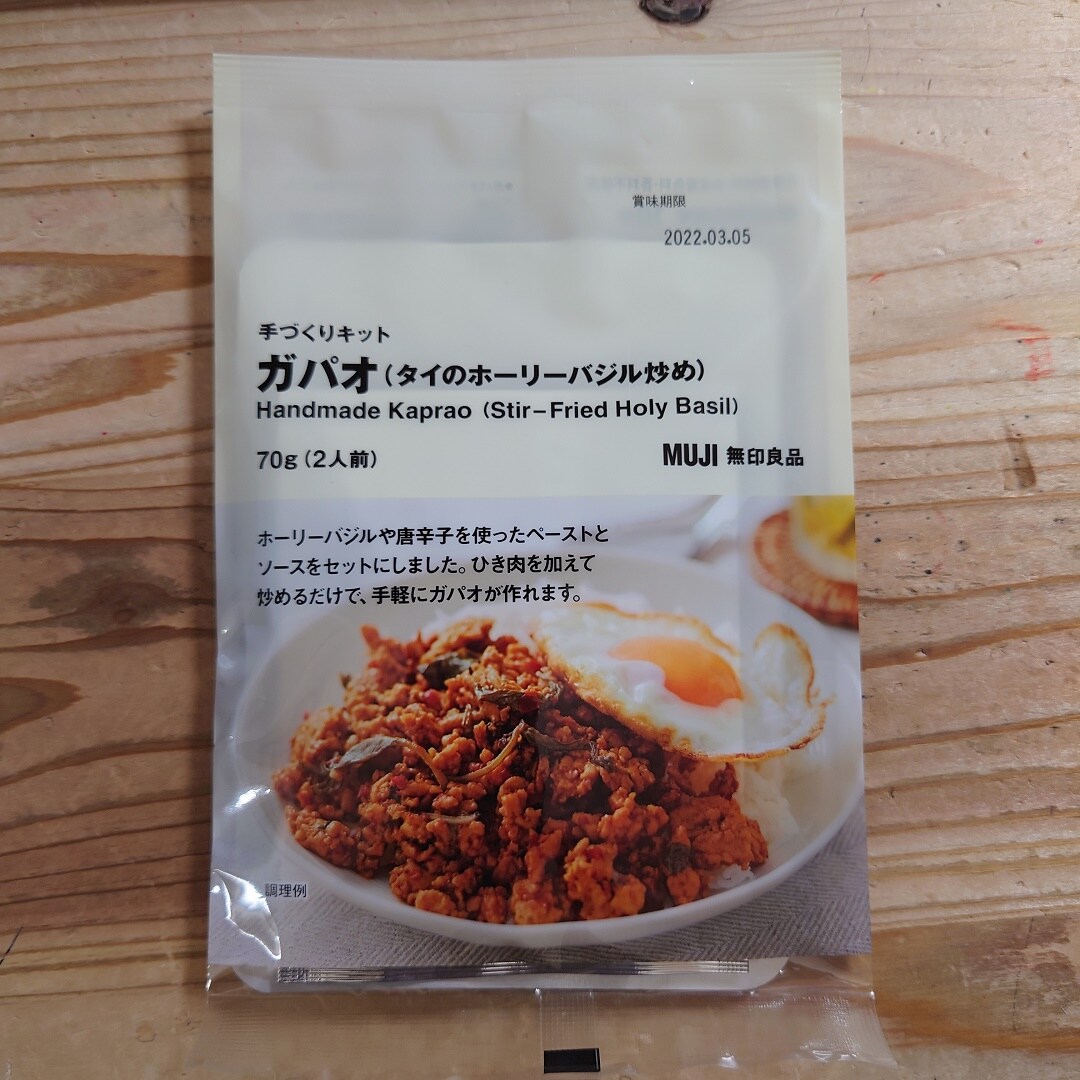 賞味期限
2022.03.05
手づくりキット
ガパオ(タイのホーリーバジル炒め)
Handmade Kaprao (Stir-Fried Holy Basil)
70g(2人前)
MUJI 無印良品
ホーリーバジルや唐辛子を使ったペーストと
ソースをセットにしました。ひき肉を加えて
炒めるだけで、手軽にガパオが作れます。
調理例